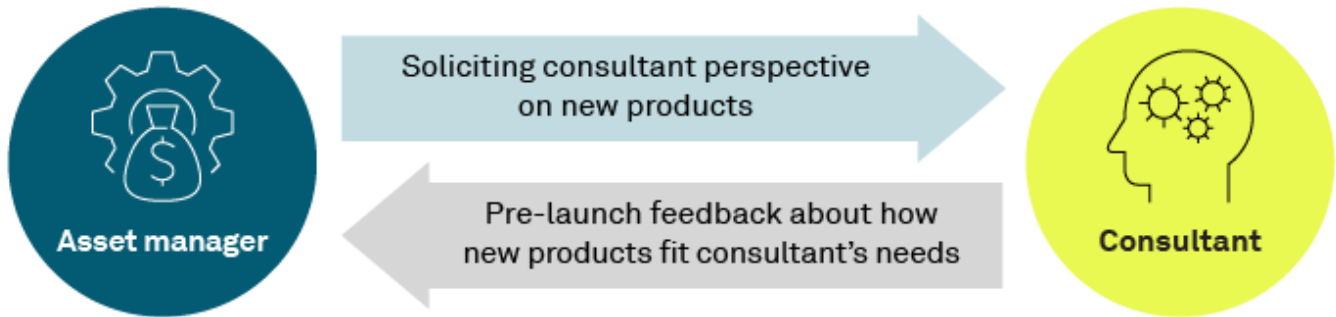 Asset manager
Soliciting consultant perspective
on new products
Pre-launch feedback about how
new products fit consultant’s needs
Consultant
$